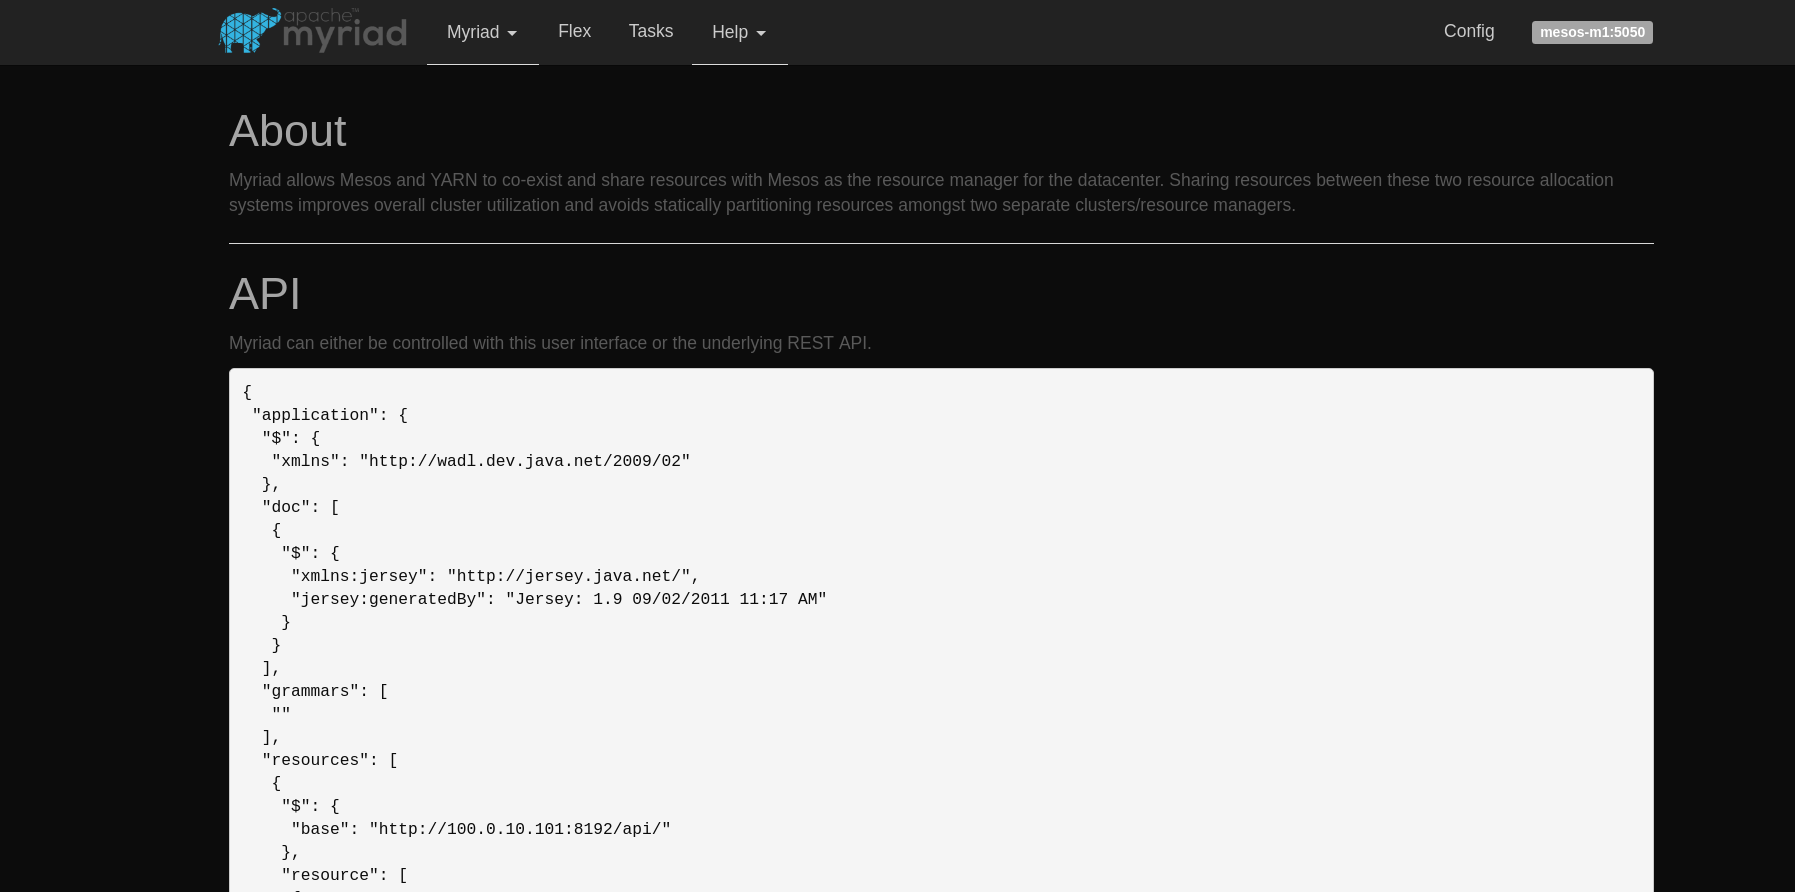 apache™
myriad
Myriad Flex Tasks Help Config mesos-m1:5050
About
Myriad allows Mesos and YARN to co-exist and share resources with Mesos as the resource manager for the datacenter. Sharing resources between these two resource allocation
systems improves overall cluster utilization and avoids statically partitioning resources amongst two separate clusters/resource managers.
API
Myriad can either be controlled with this user interface or the underlying REST API.
{
 "application": {
  "$": {
   "xmlns": "http://wadl.dev.java.net/2009/02"
  },
  "doc": [
   {
    "$": {
     "xmlns:jersey": "http://jersey.java.net/",
     "jersey:generatedBy": "Jersey: 1.9 09/02/2011 11:17 AM"
    }
   }
  ],
  "grammars": [
   ""
  ],
  "resources": [
   {
    "$": {
     "base": "http://100.0.10.101:8192/api/"
    },
    "resource": [